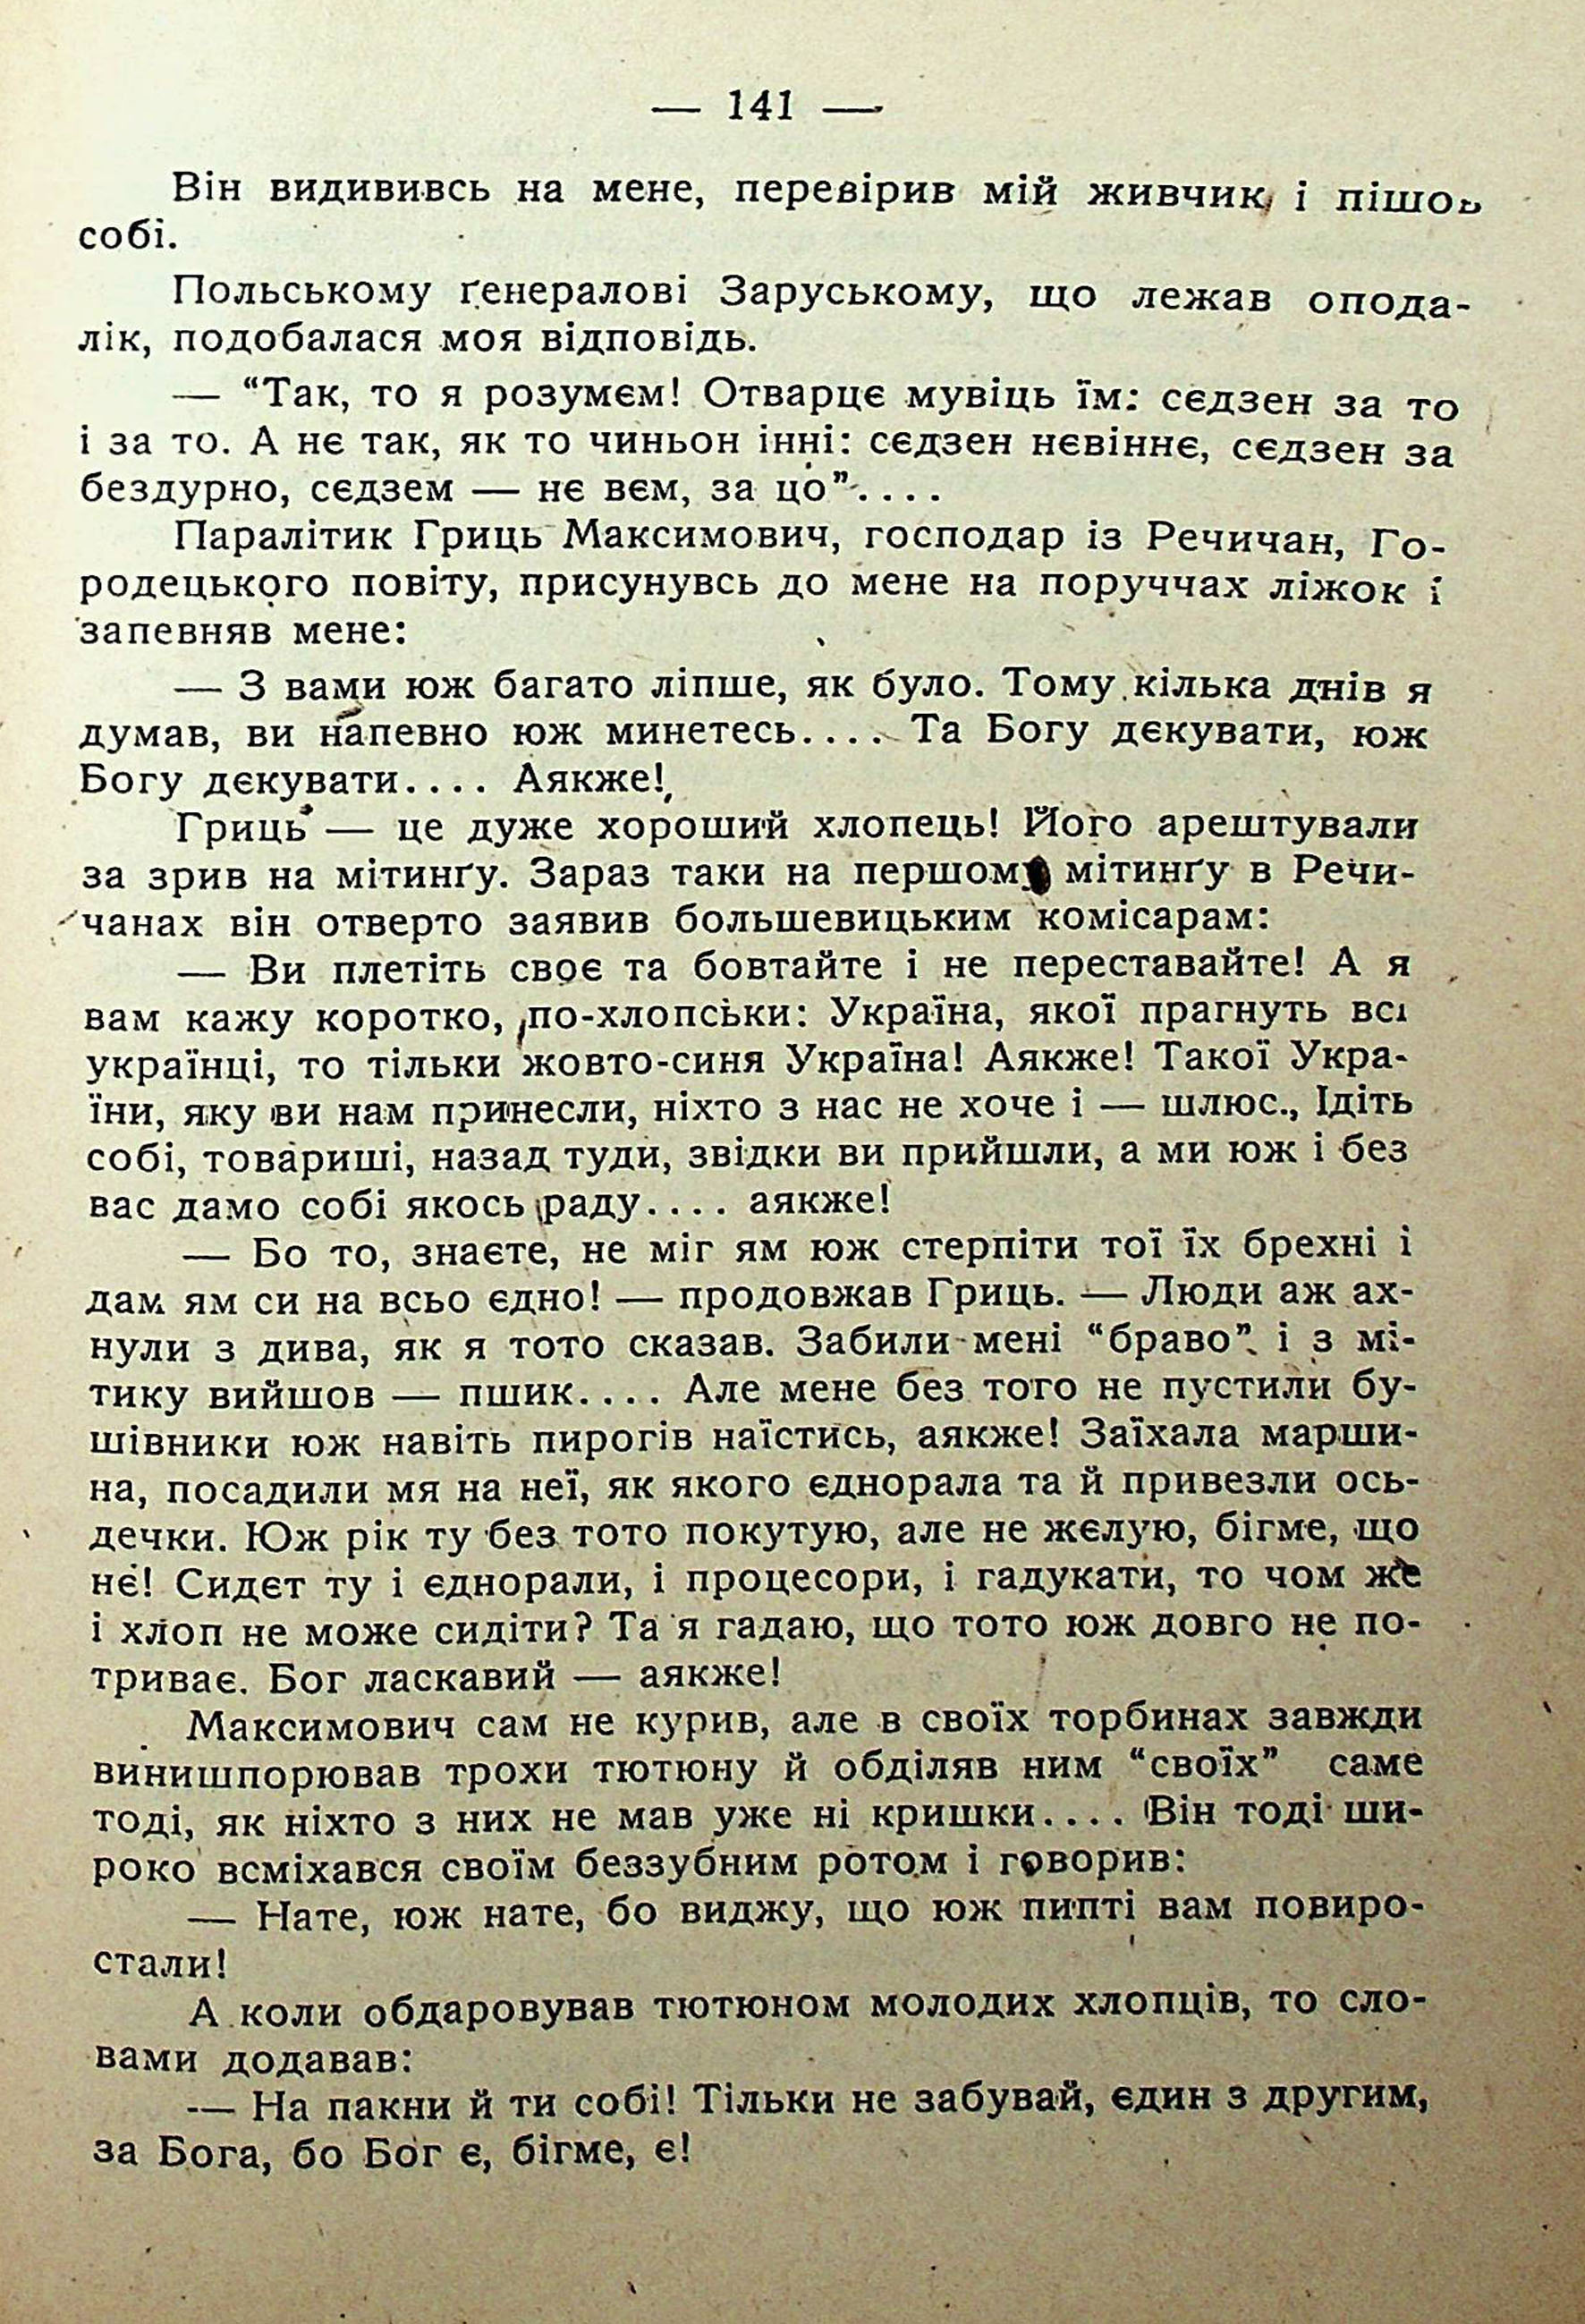 — 141 —
Він видививсь на мене, перевірив мій живчик, і пішов
собі.
Польському ґенералові Заруському, що лежав опода-
лік, подобалася моя відповідь.
— “Так, то я розумєм! Отварцє мувіць їм: сєдзен за то
і за то. А нє так, як то чиньон інні: сєдзен нєвіннє, сєдзен за
бездурно, сєдзем — нє вєм, за цо”....
Паралітик Гриць Максимович, господар із Речичан, Го-
родецького повіту, присунувсь до мене на поруччах ліжок і
запевняв мене:
— З вами юж багато ліпше, як було. Тому кілька днів я
думав, ви напевно юж минетесь.... Та Богу дєкувати, юж
Богу дєкувати.... Аякже!
Гриць — це дуже хороший хлопець! Його арештували
за зрив на мітинґу. Зараз таки на першому мітинґу в Речи-
чанах він отверто заявив большевицьким комісарам:
— Ви плетіть своє та бовтайте і не переставайте! А я
вам кажу коротко, по-хлопськи: Україна, якої прагнуть всі
українці, то тільки жовто-синя Україна! Аякже! Такої Укра-
їни, яку ви нам принесли, ніхто з нас не хоче і — шлюс., Ідіть
собі, товариші, назад туди, звідки ви прийшли, а ми юж і без
вас дамо собі якось раду.... аякже!
— Бо то, знаєте, не міг ям юж стерпіти тої їх брехні і
дам ям си на всьо єдно! — продовжав Гриць. — Люди аж ах-
нули з дива, як я тото сказав. Забили мені “браво”. і з мі-
тику вийшов — пшик.... Але мене без того не пустили бу-
шівники юж навіть пирогів наїстись, аякже! Заїхала марши-
на, посадили мя на неї, як якого єднорала та й привезли ось-
дечки. Юж рік ту без тото покутую, але не жєлую, бігме, що
нє! Сидєт ту і єднорали, і процесори, і гадукати, то чом же
і хлоп не може сидіти? Та я гадаю, що тото юж довго не по-
триває. Бог ласкавий — аякже!
Максимович сам не курив, але в своїх торбинах завжди
винишпорював трохи тютюну й обділяв ним “своїх” саме
тоді, як ніхто з них не мав уже ні кришки.... Він тоді ши-
роко всміхався своїм беззубним ротом і говорив:
— Нате, юж нате, бо виджу, що юж пипті вам повиро-
стали!
А коли обдаровував тютюном молодих хлопців, то сло-
вами додавав:
— На пакни й ти собі! Тільки не забувай, єдин з другим,
за Бога, бо Бог є, бігме, є!